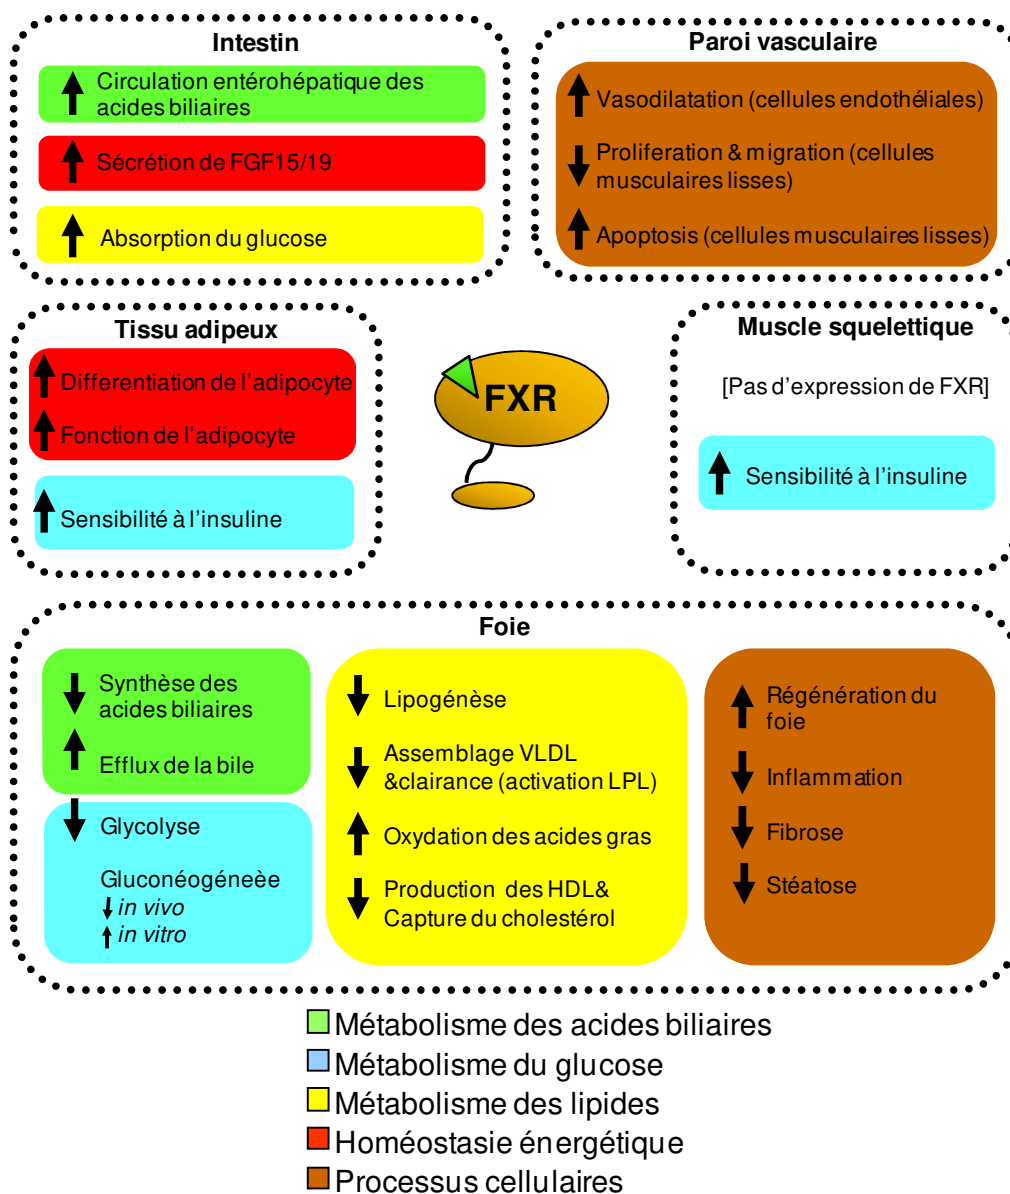 Intestin
Circulation entérohépatique des
acides biliaires
Sécrétion de FGF15/19
Absorption du glucose
Paroi vasculaire
Vasodilatation (cellules endothéliales)
Proliferation & migration (cellules
musculaires lisses)
Apoptosis (cellules musculaires lisses)
Tissu adipeux
Differentiation de l'adipocyte
Fonction de l'adipocyte
Sensibilité à l'insuline
FXR
Muscle squelettique
[Pas d'expression de FXR]
Sensibilité à l'insuline
Foie
Synthèse des
acides biliaires
Efflux de la bile
Glycolyse
Gluconéogéneèe
in vivo
in vitro
Lipogénèse
Assemblage VLDL
&clairance (activation LPL)
Oxydation des acides gras
Production des HDL&
Capture du cholestérol
Régénération du
foie
Inflammation
Fibrose
Stéatose
Métabolisme des acides biliaires
Métabolisme du glucose
Métabolisme des lipides
Homéostasie énergétique
Processus cellulaires